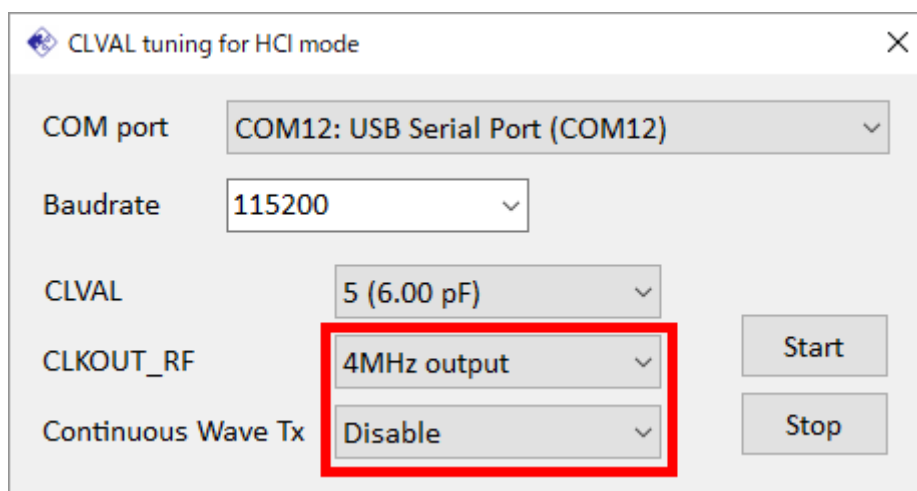 CLVAL tuning for HCI mode
COM port COM12: USB Serial Port (COM12)
Baudrate 115200
CLVAL 5 (6.00 pF)
CLKOUT_RF 4MHz output Start
Continuous Wave Tx Disable Stop